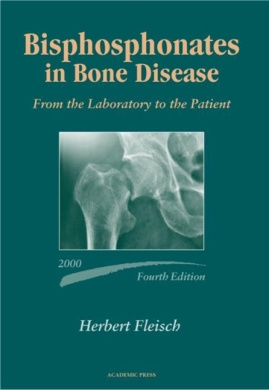 Bisphosphonates
in Bone Disease
From the Laboratory to the Patient
2000
Fourth Edition
Herbert Fleisch
ACADEMIC PRESS